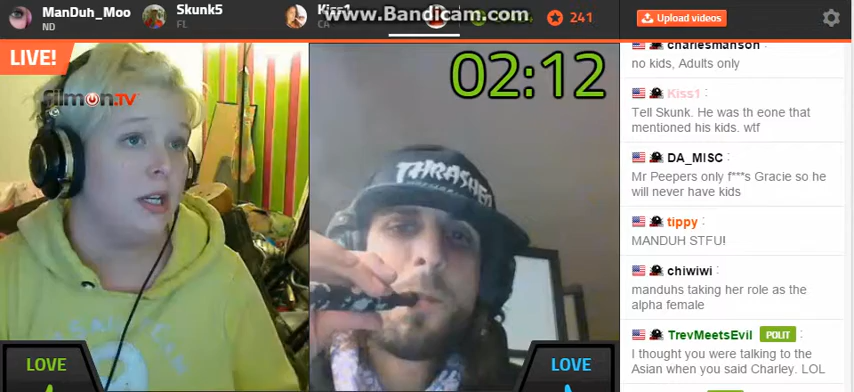 ManDuh_Moo
ND
Skunk5
FL
Kiss1
CA
www.Bandicam.com
241
Upload videos
LIVE!
Silmon.TV
02:12
THRASHER
LOVE
LOVE
charlesmanson
no kids, Adults only
Kiss1 :
Tell Skunk. He was th eone that
mentioned his kids. wtf
DA_MISC :
Mr Peepers only f***s Gracie so he
will never have kids
tippy :
MANDUH STFU!
chiwiwi :
manduhs taking her role as the
alpha female
TrevMeetsEvil POLIT :
I thought you were talking to the
Asian when you said Charley. LOL